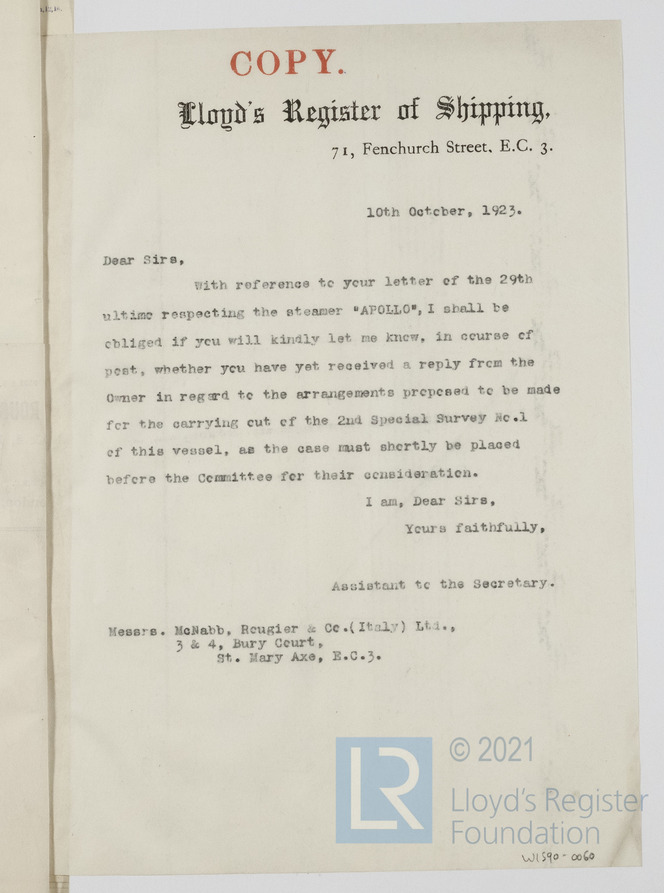 COPY.
Lloyd's Register of Shipping,
71, Fenchurch Street, E.C. 3.
10th October, 1923.
Dear Sirs,
With reference to your letter of the 29th
ultimo respecting the steamer "APOLLO", I shall be
obliged if you will kindly let me know, in course of
post, whether you have yet received a reply from the
Owner in regard to the arrangements proposed to be made
for the carrying out of the 2nd Special Survey No.1
of this vessel, as the case must shortly be placed
before the Committee for their consideration.
I am, Dear Sirs,
Yours faithfully,
Assistant to the Secretary.
Messrs. McNabb, Rougier & Co.(Italy) Ltd.,
3 & 4, Bury Court,
St. Mary Axe, E.C.3.
LR
© 2021
Lloyd's Register
Foundation
W1590-0060